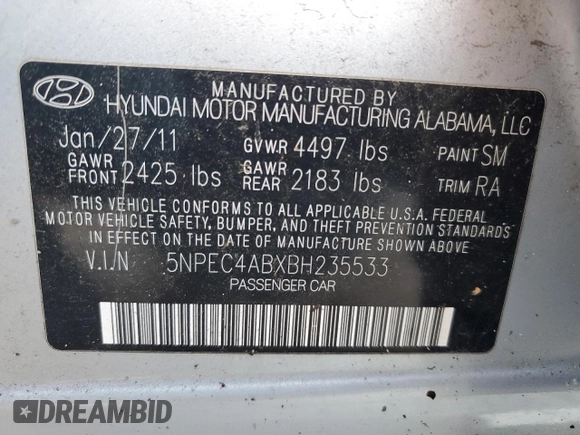 MANUFACTURED BY
HYUNDAI MOTOR MANUFACTURING ALABAMA, LLC
Jan/27/11 GVWR 4497 lbs PAINT SM
GAWR FRONT 2425 lbs GAWR REAR 2183 lbs TRIM RA
THIS VEHICLE CONFORMS TO ALL APPLICABLE U.S.A. FEDERAL
MOTOR VEHICLE SAFETY, BUMPER, AND THEFT PREVENTION STANDARDS
IN EFFECT ON THE DATE OF MANUFACTURE SHOWN ABOVE.
V.I.N 5NPEC4ABXBH235533
PASSENGER CAR
DREAMBID